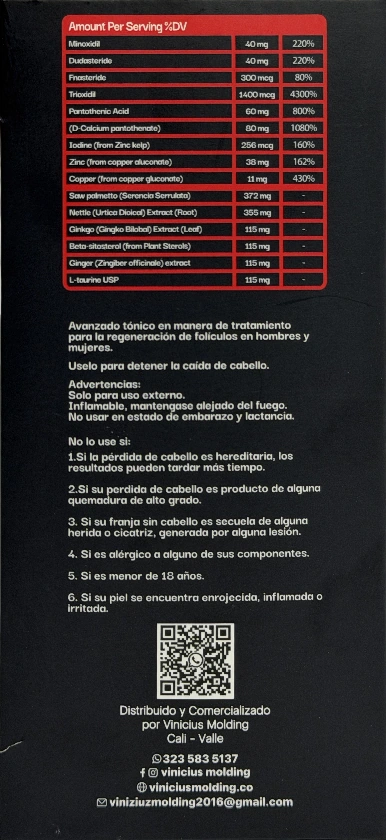 Amount Per Serving %DV
Minoxidil 40 mg 220%
Dudasteride 40 mg 220%
Fnasteride 300 mcg 80%
Trioxidil 1400 mcg 4300%
Pantothenic Acid 60 mg 800%
(D-Calcium pantothenate) 80 mg 1080%
Iodine (from Zinc kelp) 256 mcg 160%
Zinc (from copper gluconate) 38 mg 162%
Copper (from copper gluconate) 11 mg 430%
Saw palmetto (Serencia Serrulata) 372 mg -
Nettle (Urtica Dioical) Extract (Root) 355 mg -
Ginkgo (Gingko Bilobal) Extract (Leaf) 115 mg -
Beta-sitosterol (from Plant Sterols) 115 mg -
Ginger (Zingiber officinale) extract 115 mg -
L-taurine USP 115 mg -
Avanzado tónico en manera de tratamiento
para la regeneración de folículos en hombres y
mujeres.
Uselo para detener la caída de cabello.
Advertencias:
Solo para uso externo.
Inflamable, mantengase alejado del fuego.
No usar en estado de embarazo y lactancia.
No lo use si:
1.Si la pérdida de cabello es hereditaria, los
resultados pueden tardar más tiempo.
2.Si su perdida de cabello es producto de alguna
quemadura de alto grado.
3. Si su franja sin cabello es secuela de alguna
herida o cicatriz, generada por alguna lesión.
4. Si es alérgico a alguno de sus componentes.
5. Si es menor de 18 años.
6. Si su piel se encuentra enrojecida, inflamada o
irritada.
Distribuido y Comercializado
por Vinicius Molding
Cali - Valle
323 583 5137
vinicius molding
viniciusmolding.co
viniziuzmolding2016@gmail.com